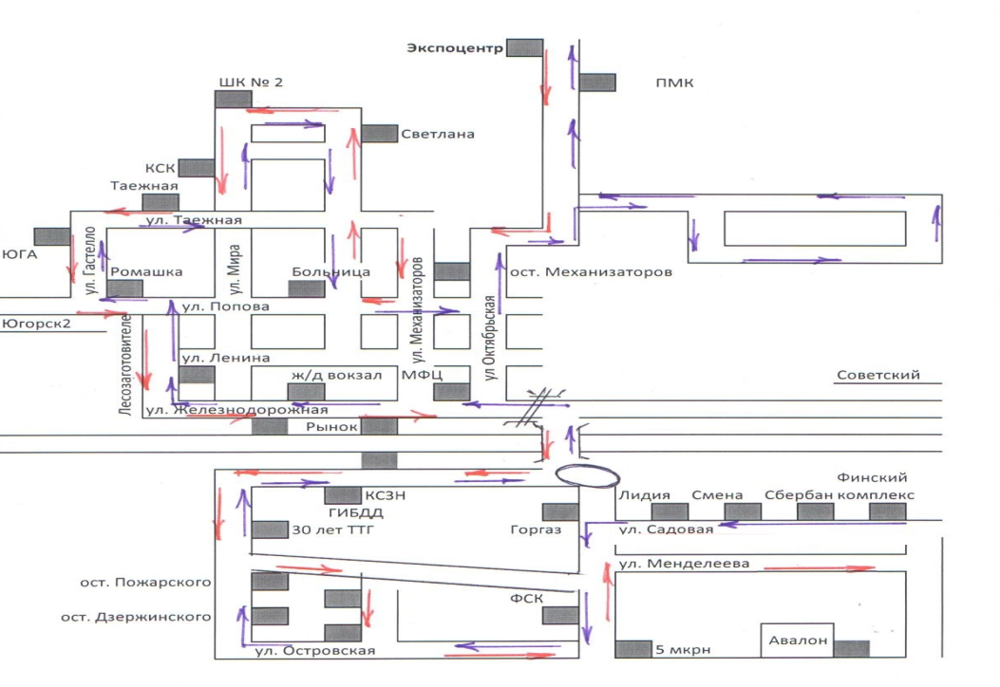 Экспоцентр
ПМК
ШК № 2
Светлана
КСК
Таежная
ул. Таежная
ЮГА
ул. Гастелло
Ромашка
ул. Мира
Больница
ул. Механизаторов
ост. Механизаторов
ул. Попова
Югорск2
Лесозаготовителе
ул. Ленина
ул Октябрьская
ж/д вокзал
МФЦ
Советский
ул. Железнодорожная
Рынок
КСЗН
ГИБДД
30 лет ТТГ
Горгаз
Лидия
Смена
Сбербан
Финский
комплекс
ул. Садовая
ул. Менделеева
ост. Пожарского
ФСК
ост. Дзержинского
ул. Островская
5 мкрн
Авалон